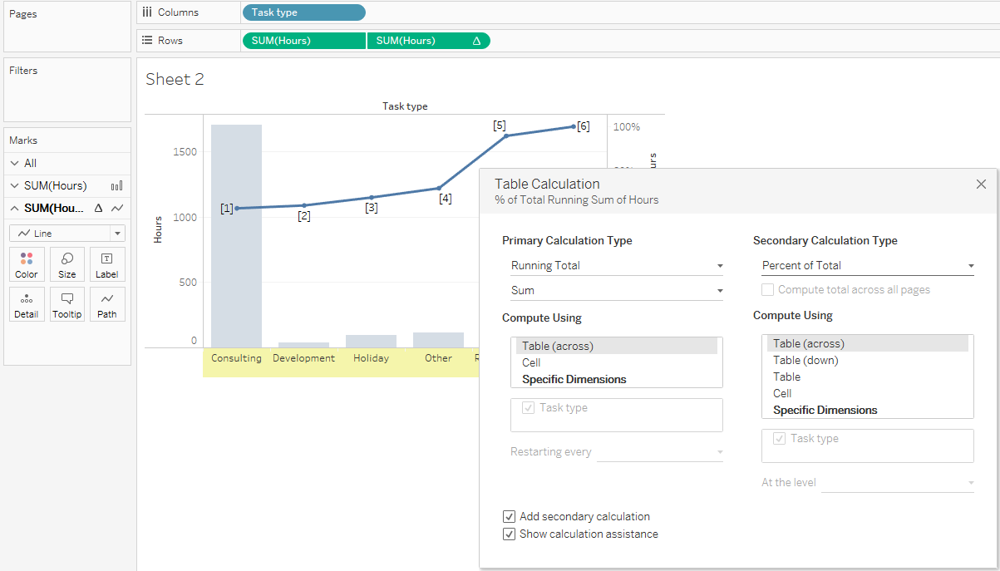 Pages
Columns
Task type
Rows
SUM(Hours)
SUM(Hours) Δ
Filters
Marks
All
SUM(Hours)
SUM(Hou... Δ
Line
Color
Size
Label
Detail
Tooltip
Path
Sheet 2
Task type
Hours
1500
1000
500
0
100%
[1]
[2]
[3]
[4]
[5]
[6]
Consulting
Development
Holiday
Other
Table Calculation
% of Total Running Sum of Hours
Primary Calculation Type
Running Total
Sum
Compute Using
Table (across)
Cell
Specific Dimensions
Task type
Restarting every
Secondary Calculation Type
Percent of Total
Compute total across all pages
Compute Using
Table (across)
Table (down)
Table
Cell
Specific Dimensions
Task type
At the level
Add secondary calculation
Show calculation assistance